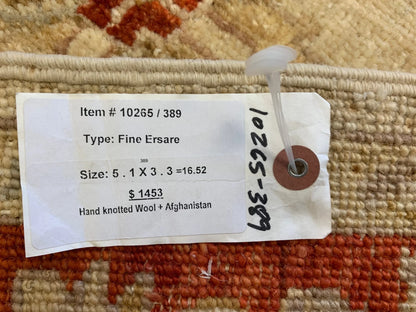 Item # 10265 / 389
Type: Fine Ersare
389
Size: 5 . 1 X 3 . 3 =16.52
$ 1453
Hand knotted Wool + Afghanistan
10265-389